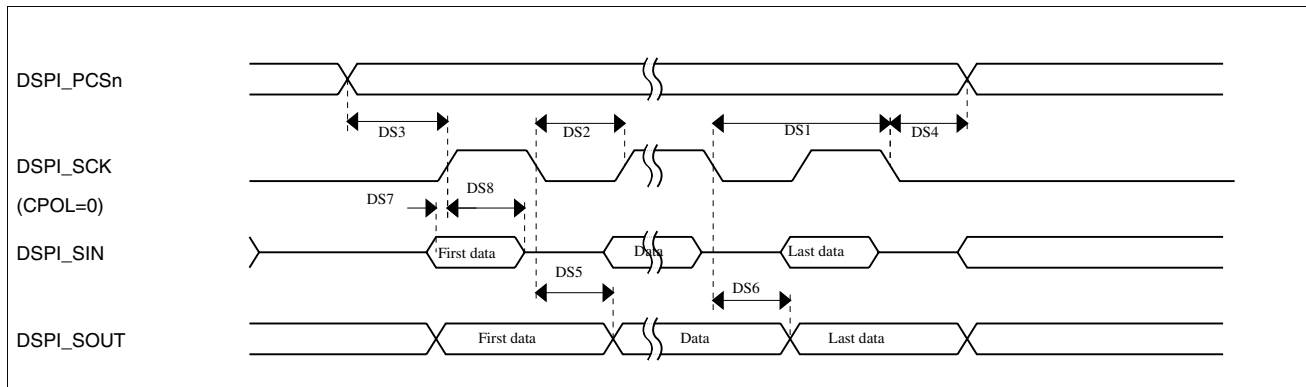 DSPI_PCSn
DS3
DS2
DS1
DS4
DSPI_SCK
(CPOL=0)
DS7
DS8
DSPI_SIN
First data
Data
Last data
DS5
DS6
DSPI_SOUT
First data
Data
Last data